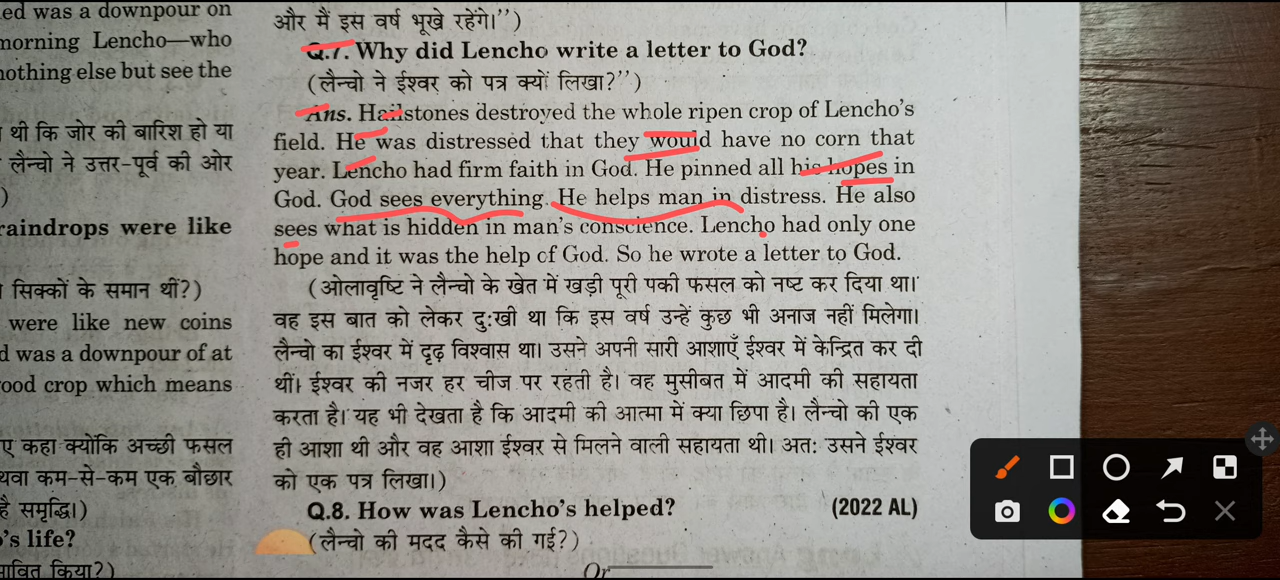 ed was a downpour on
morning Lencho—who
nothing else but see the
थी कि जोर की बारिश हो या
लैन्चो ने उत्तर-पूर्व की ओर
)
raindrops were like
सिक्कों के समान थीं?)
were like new coins
d was a downpour of at
ood crop which means
ए कहा क्योंकि अच्छी फसल
यवा कम-से-कम एक बौछार
है समृद्धि।)
's life?
भावित किया?)
और मैं इस वर्ष भूखे रहेंगे।")
Q.7. Why did Lencho write a letter to God?
(लैन्चो ने ईश्वर को पत्र क्यों लिखा?")
Ans. Hailstones destroyed the whole ripen crop of Lencho's
field. He was distressed that they would have no corn that
year. Lencho had firm faith in God. He pinned all his hopes in
God. God sees everything. He helps man in distress. He also
sees what is hidden in man's conscience. Lencho had only one
hope and it was the help of God. So he wrote a letter to God.
(ओलावृष्टि ने लैन्चो के खेत में खड़ी पूरी पकी फसल को नष्ट कर दिया था।
वह इस बात को लेकर दुःखी था कि इस वर्ष उन्हें कुछ भी अनाज नहीं मिलेगा।
लैन्चो का ईश्वर में दृढ़ विश्वास था। उसने अपनी सारी आशाएँ ईश्वर में केन्द्रित कर दी
थीं। ईश्वर की नजर हर चीज पर रहती है। वह मुसीबत में आदमी की सहायता
करता है। यह भी देखता है कि आदमी की आत्मा में क्या छिपा है। लैन्चो की एक
ही आशा थी और वह आशा ईश्वर से मिलने वाली सहायता थी। अतः उसने ईश्वर
को एक पत्र लिखा।)
Q.8. How was Lencho's helped? (2022 AL)
(लैन्चो की मदद कैसे की गई?)
Or